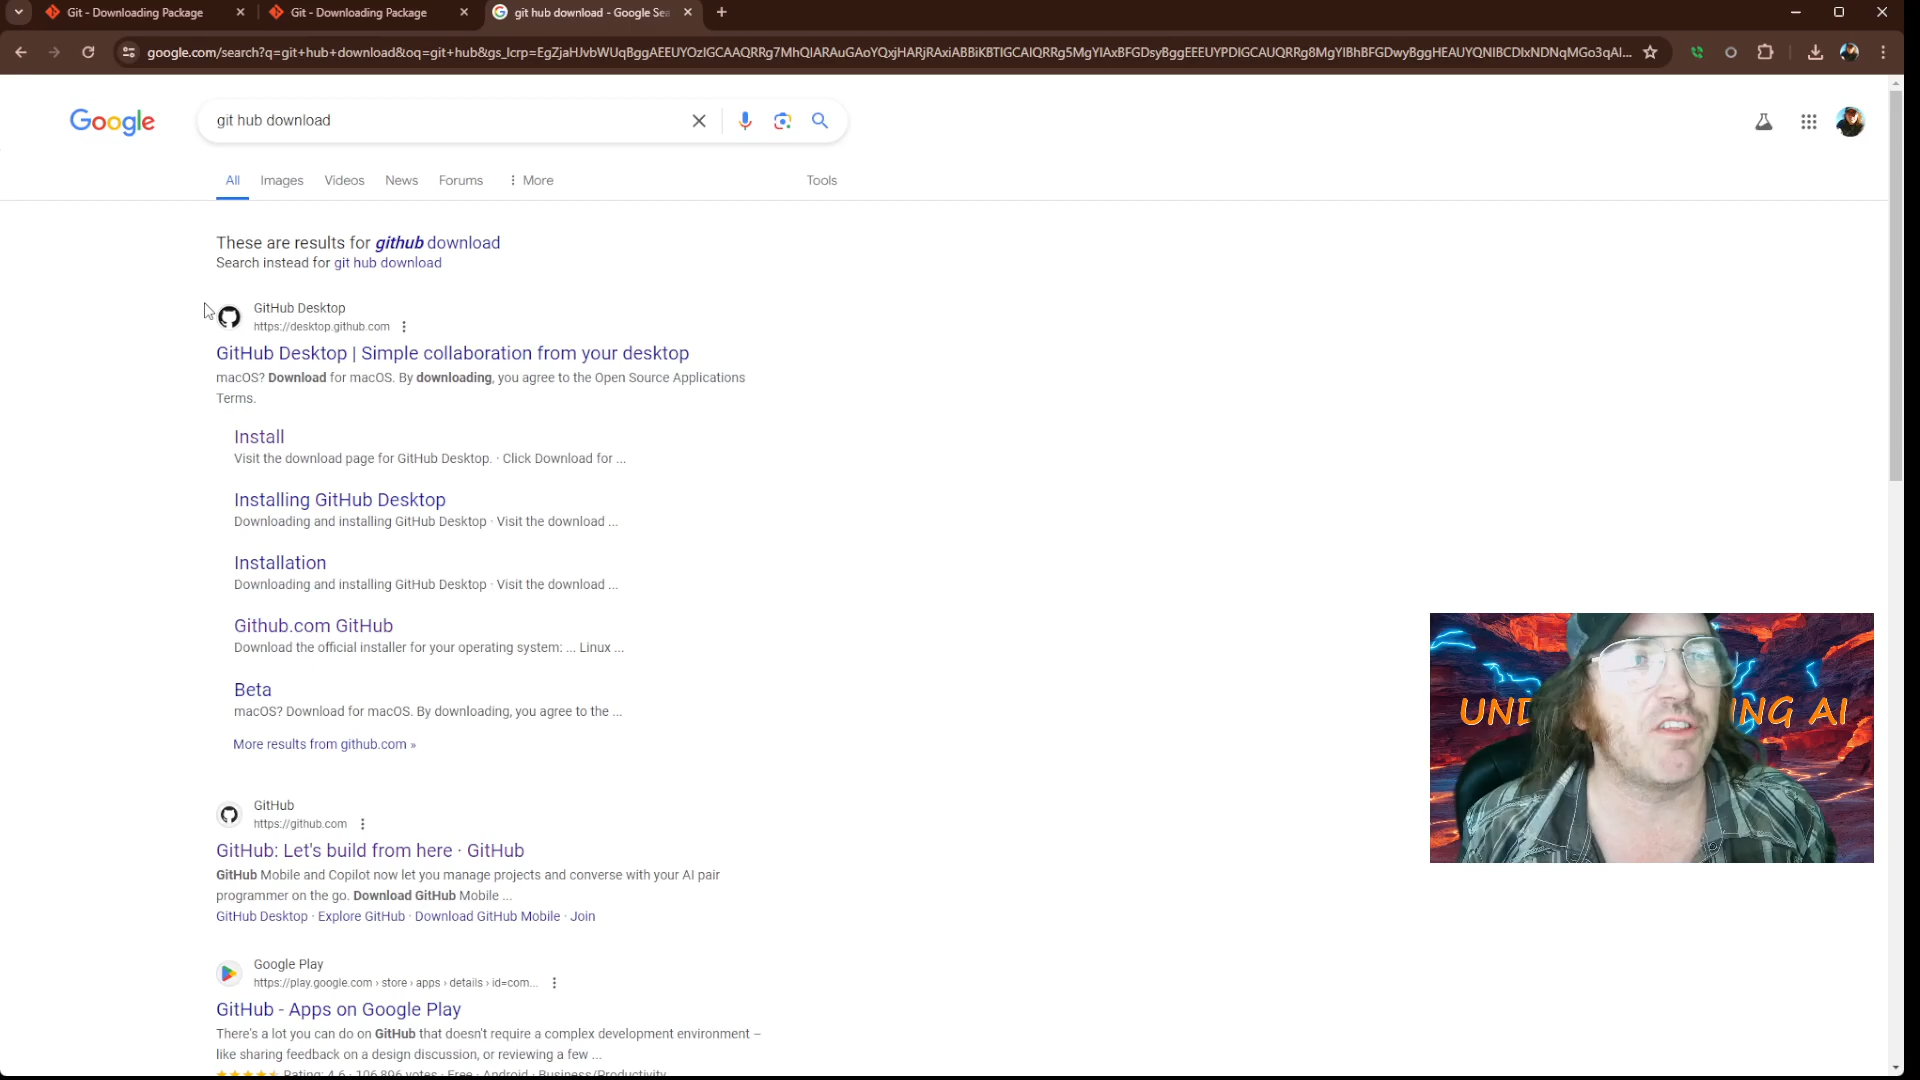 Git - Downloading Package
Git - Downloading Package
git hub download - Google Sea
google.com/search?q=git+hub+download&oq=git+hub&gs_lcrp=
Google
git hub download
All
Images
Videos
News
Forums
More
Tools
These are results for github download
Search instead for git hub download
GitHub Desktop
https://desktop.github.com
GitHub Desktop | Simple collaboration from your desktop
macOS? Download for macOS. By downloading, you agree to the Open Source Applications
Terms.
Install
Visit the download page for GitHub Desktop. · Click Download for ...
Installing GitHub Desktop
Downloading and installing GitHub Desktop · Visit the download ...
Installation
Downloading and installing GitHub Desktop · Visit the download ...
Github.com GitHub
Download the official installer for your operating system: ... Linux ...
Beta
macOS? Download for macOS. By downloading, you agree to the ...
More results from github.com »
GitHub
https://github.com
GitHub: Let's build from here · GitHub
GitHub Mobile and Copilot now let you manage projects and converse with your AI pair
programmer on the go. Download GitHub Mobile ...
GitHub Desktop · Explore GitHub · Download GitHub Mobile · Join
Google Play
https://play.google.com › store › apps › details › id=com...
GitHub - Apps on Google Play
There's a lot you can do on GitHub that doesn't require a complex development environment –
like sharing feedback on a design discussion, or reviewing a few ...
Rating: 4.6 · 106,896 votes · Free · Android · Business/Productivity
UND NG AI